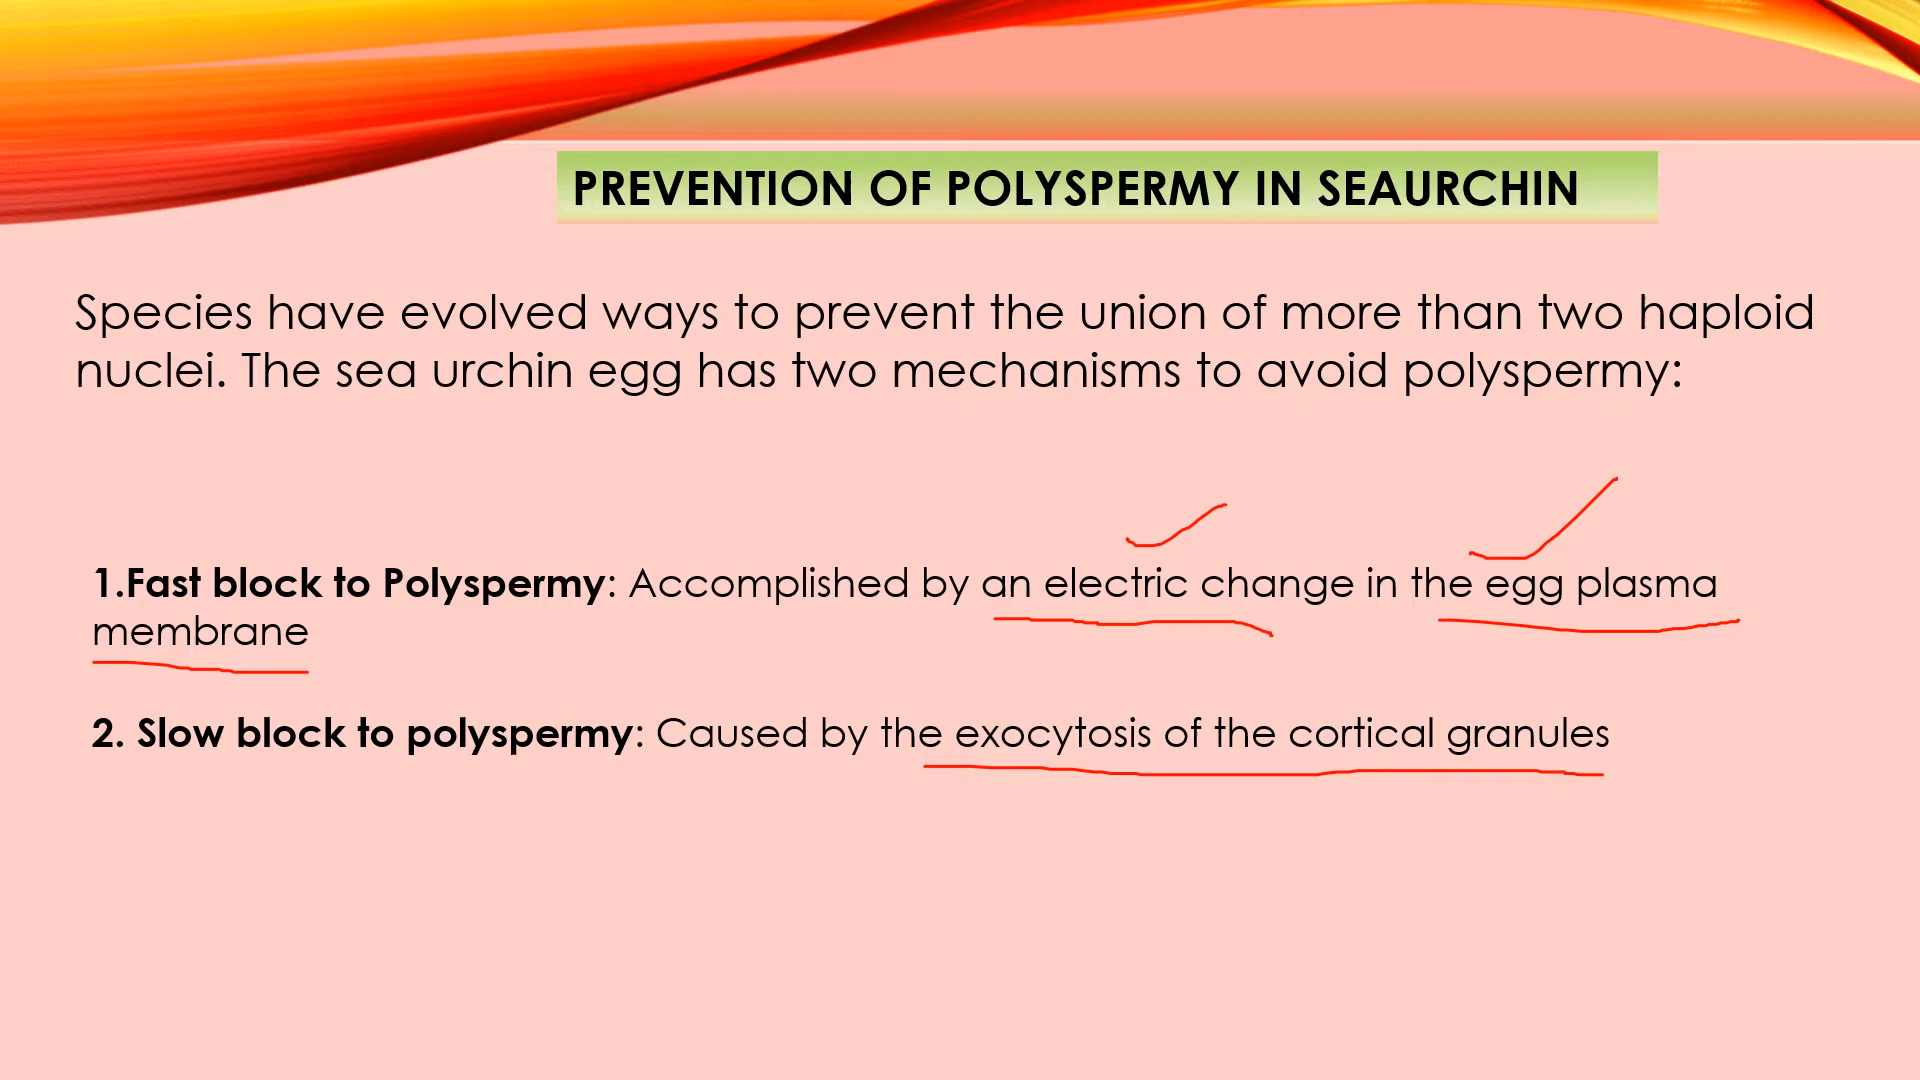 PREVENTION OF POLYSPERMY IN SEAURCHIN
Species have evolved ways to prevent the union of more than two haploid
nuclei. The sea urchin egg has two mechanisms to avoid polyspermy:
1.Fast block to Polyspermy: Accomplished by an electric change in the egg plasma
membrane
2. Slow block to polyspermy: Caused by the exocytosis of the cortical granules